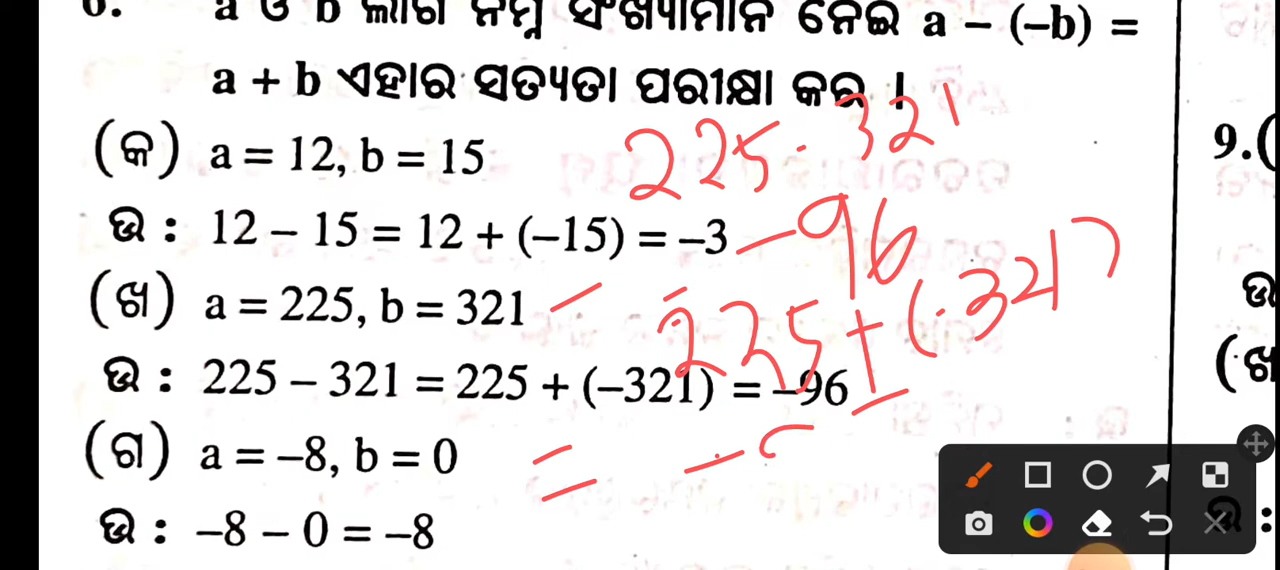 a ଓ b ଲାଗି ନିମ୍ନ ସଂଖ୍ୟାମାନ ନେଇ a – (–b) =
a + b ଏହାର ସତ୍ୟତା ପରୀକ୍ଷା କର ।
(କ) a = 12, b = 15
225 - 321
ଉ : 12 – 15 = 12 + (–15) = –3
–96
(ଖ) a = 225, b = 321
225 + (-321)
ଉ : 225 – 321 = 225 + (–321) = –96
(ଗ) a = –8, b = 0
ଉ : –8 – 0 = –8
9.(
ଉ
(ଖ